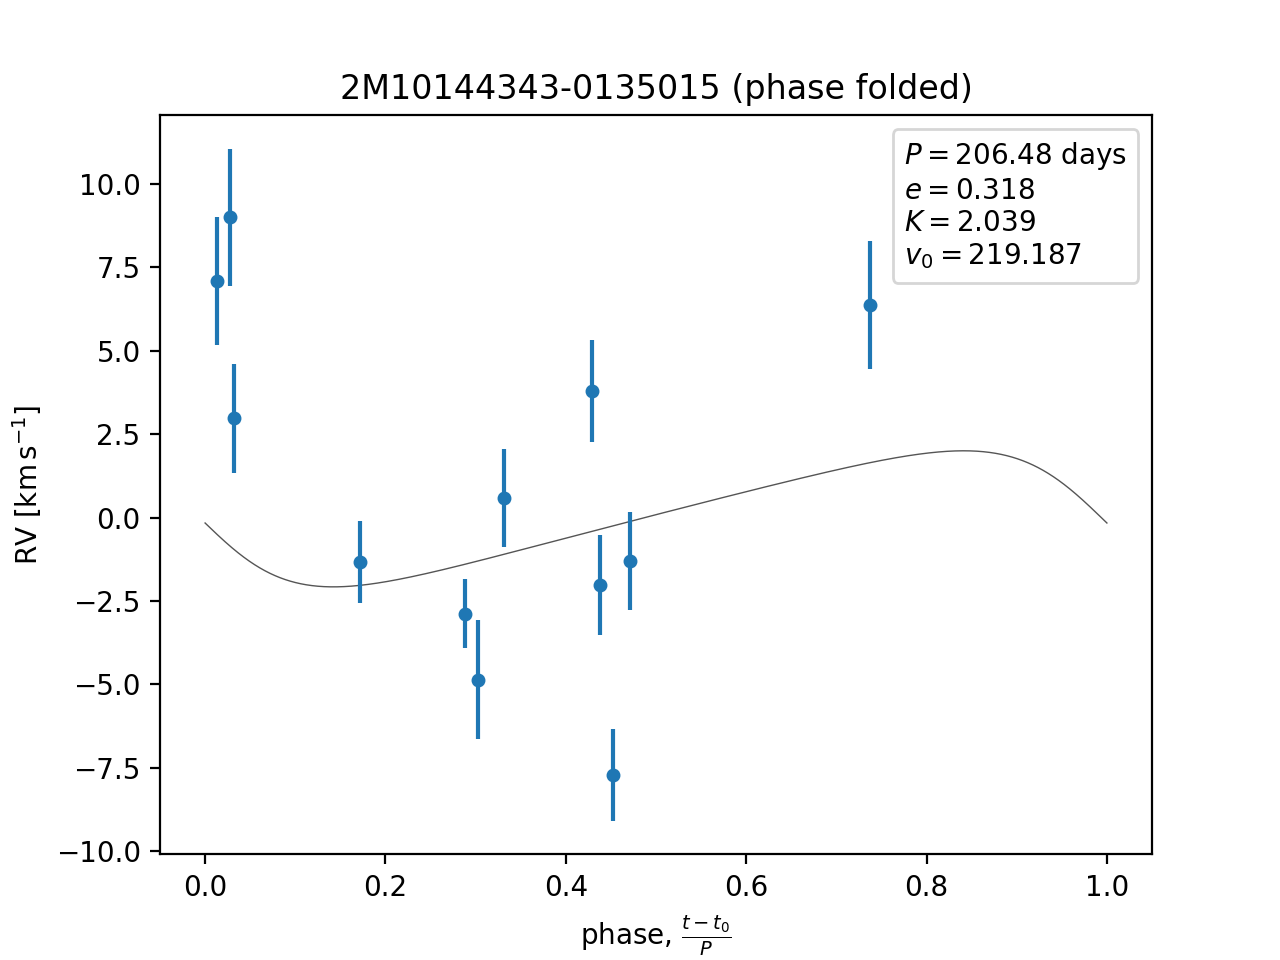 2M10144343-0135015 (phase folded)
P = 206.48 days
e = 0.318
K = 2.039
v₀ = 219.187
10.0
7.5
5.0
2.5
0.0
−2.5
−5.0
−7.5
−10.0
RV [km s⁻¹]
0.0 0.2 0.4 0.6 0.8 1.0
phase, (t − t₀)/P